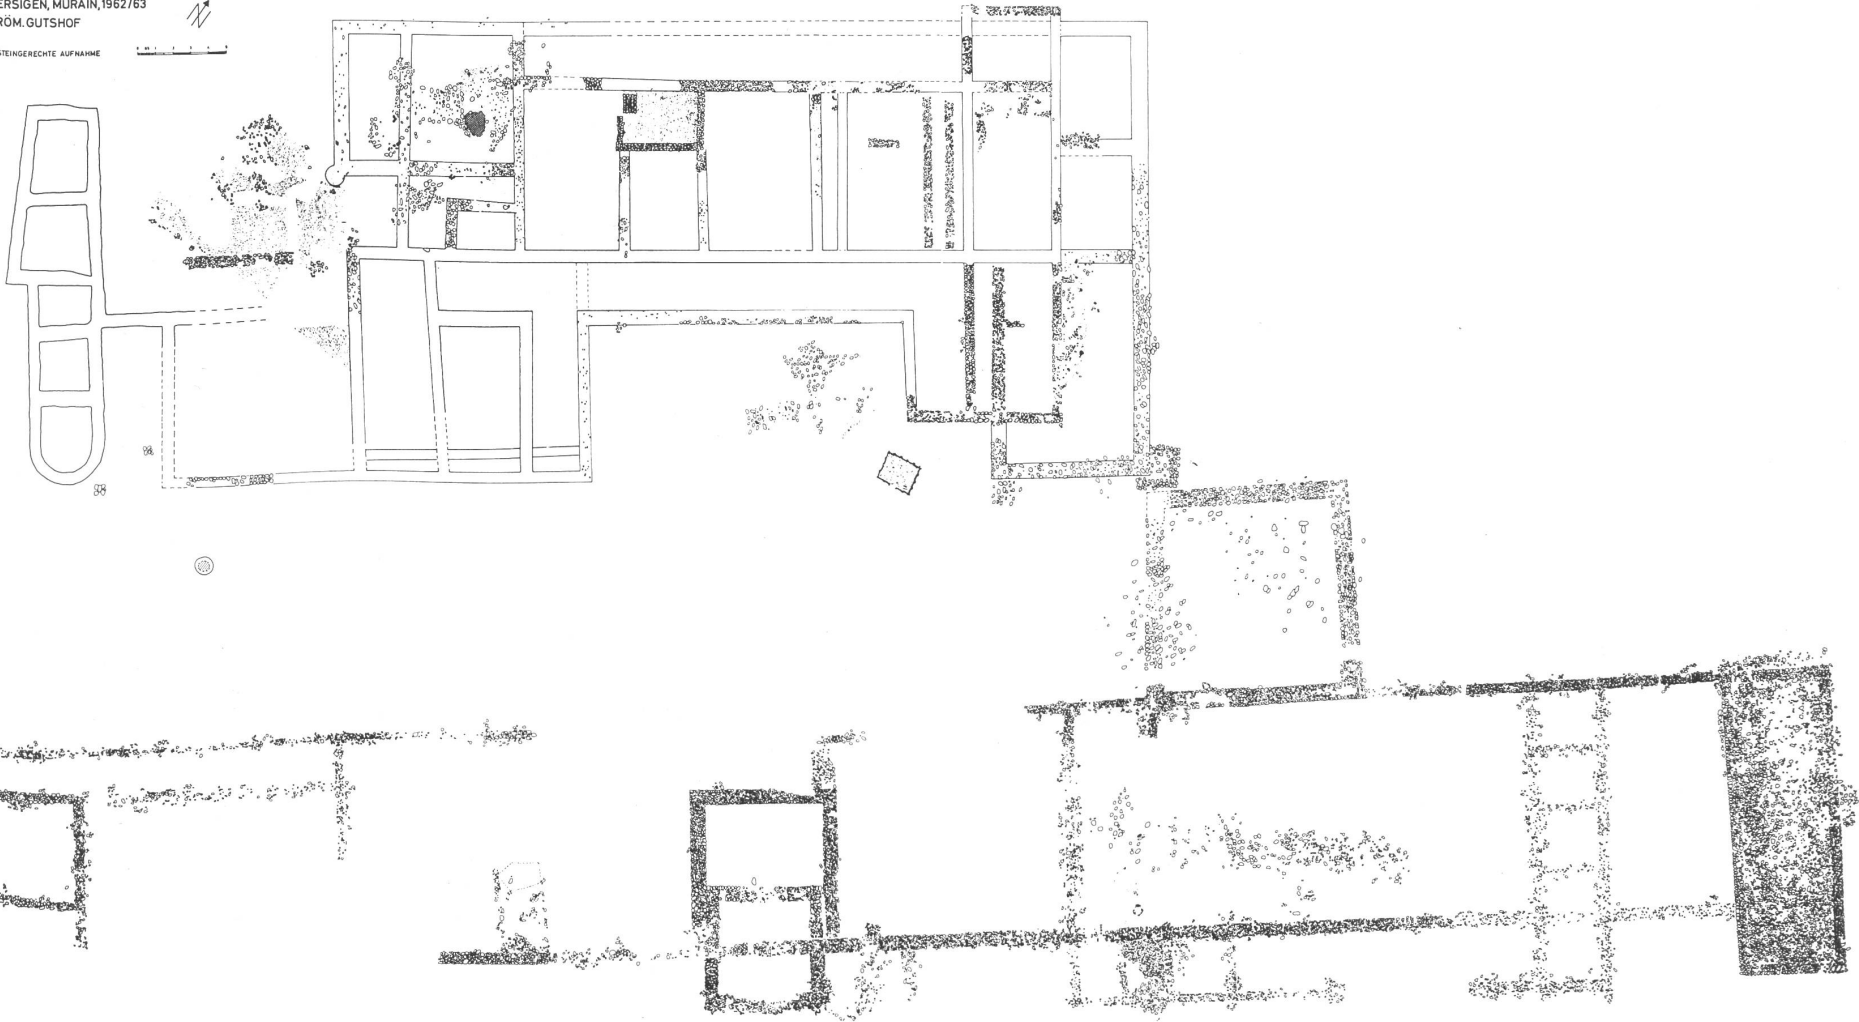 ERSIGEN, MURAIN, 1962/63
RÖM. GUTSHOF
STEINGERECHTE AUFNAHME